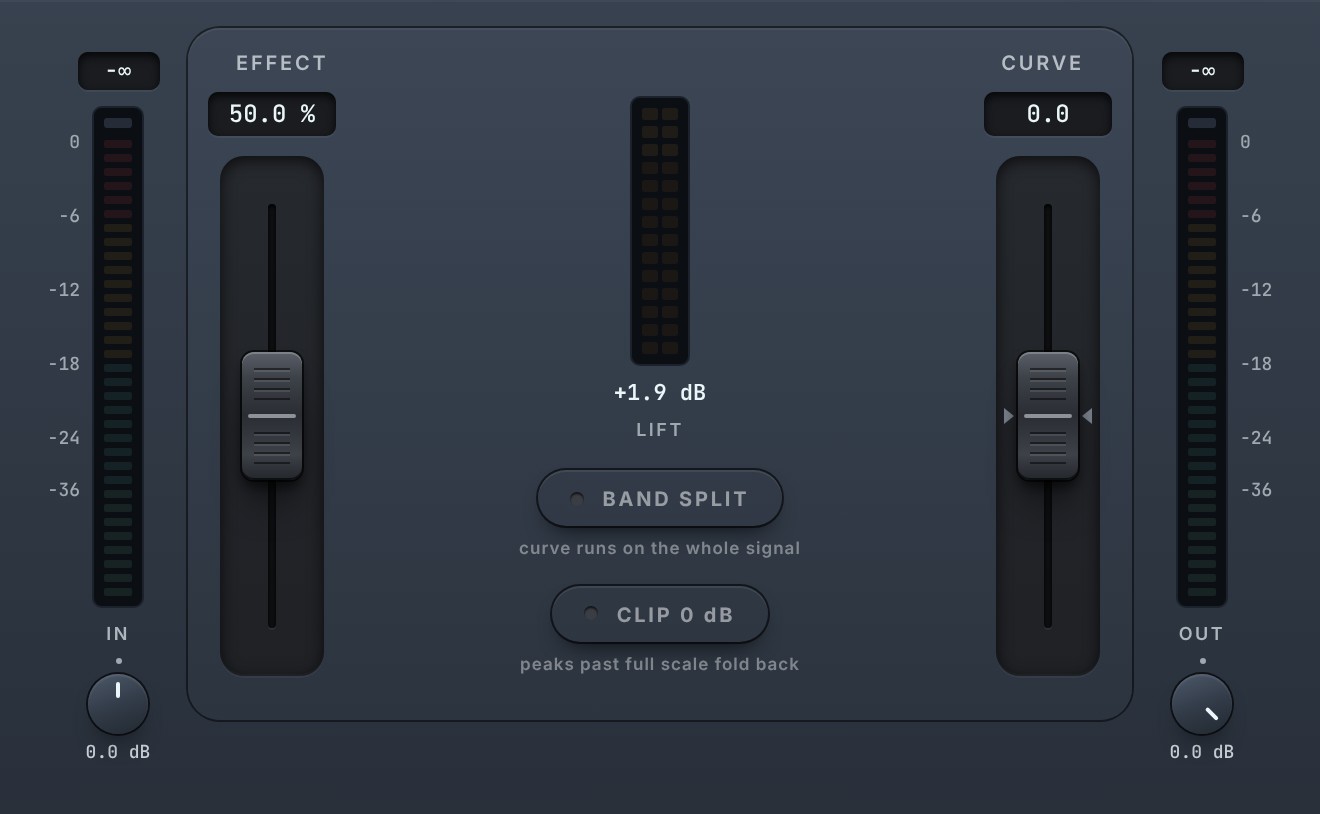 EFFECT
CURVE
-∞
50.0 %
0.0
-∞
0
-6
-12
-18
-24
-36
0
-6
-12
-18
-24
-36
+1.9 dB
LIFT
BAND SPLIT
curve runs on the whole signal
CLIP 0 dB
peaks past full scale fold back
IN
0.0 dB
OUT
0.0 dB